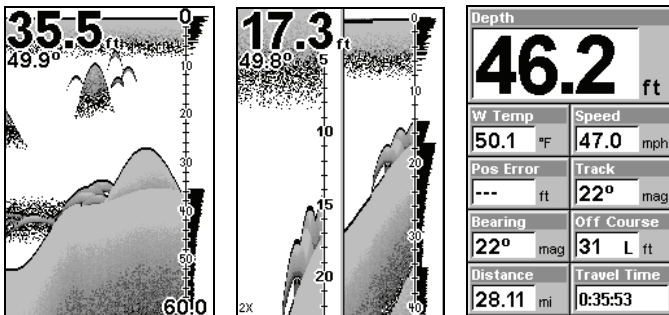 35.5 ft
49.9°
0
10
20
30
40
50
60.0
17.3 ft
49.8°
5
10
15
20
2X
0
10
20
30
40
Depth
46.2 ft
W Temp
50.1 °F
Speed
47.0 mph
Pos Error
--- ft
Track
22° mag
Bearing
22° mag
Off Course
31 L ft
Distance
28.11 mi
Travel Time
0:35:53